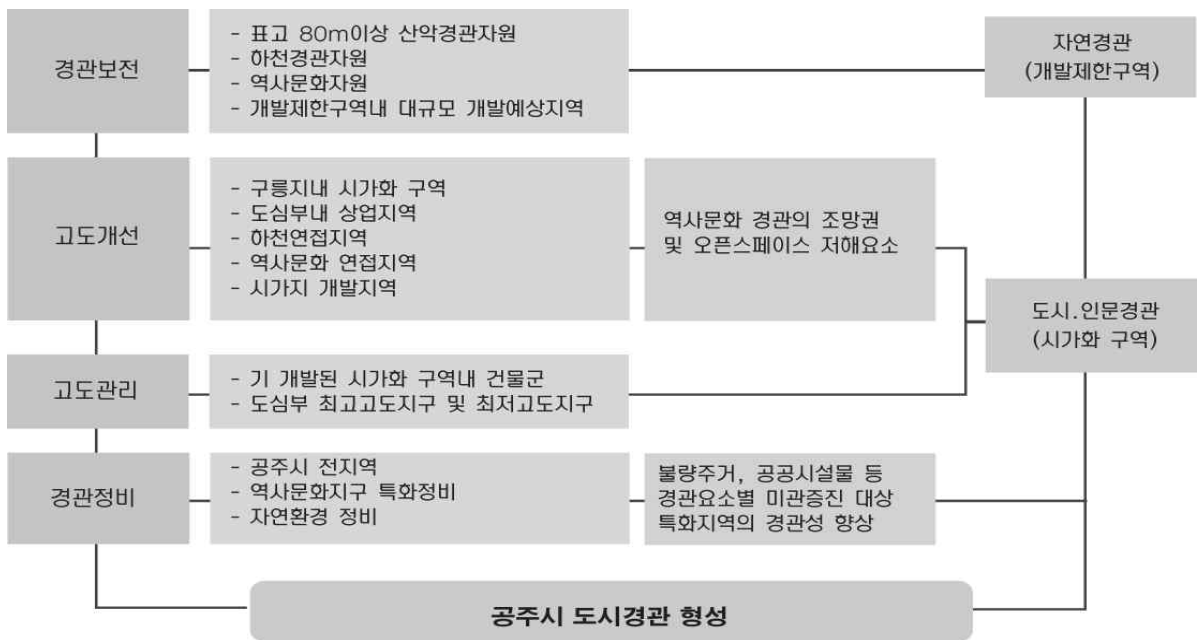 경관보전
- 표고 80m이상 산악경관자원
- 하천경관자원
- 역사문화자원
- 개발제한구역내 대규모 개발예상지역
자연경관
(개발제한구역)
고도개선
- 구릉지내 시가화 구역
- 도심부내 상업지역
- 하천연접지역
- 역사문화 연접지역
- 시가지 개발지역
역사문화 경관의 조망권
및 오픈스페이스 저해요소
도시.인문경관
(시가화 구역)
고도관리
- 기 개발된 시가화 구역내 건물군
- 도심부 최고고도지구 및 최저고도지구
경관정비
- 공주시 전지역
- 역사문화지구 특화정비
- 자연환경 정비
불량주거, 공공시설물 등
경관요소별 미관증진 대상
특화지역의 경관성 향상
공주시 도시경관 형성